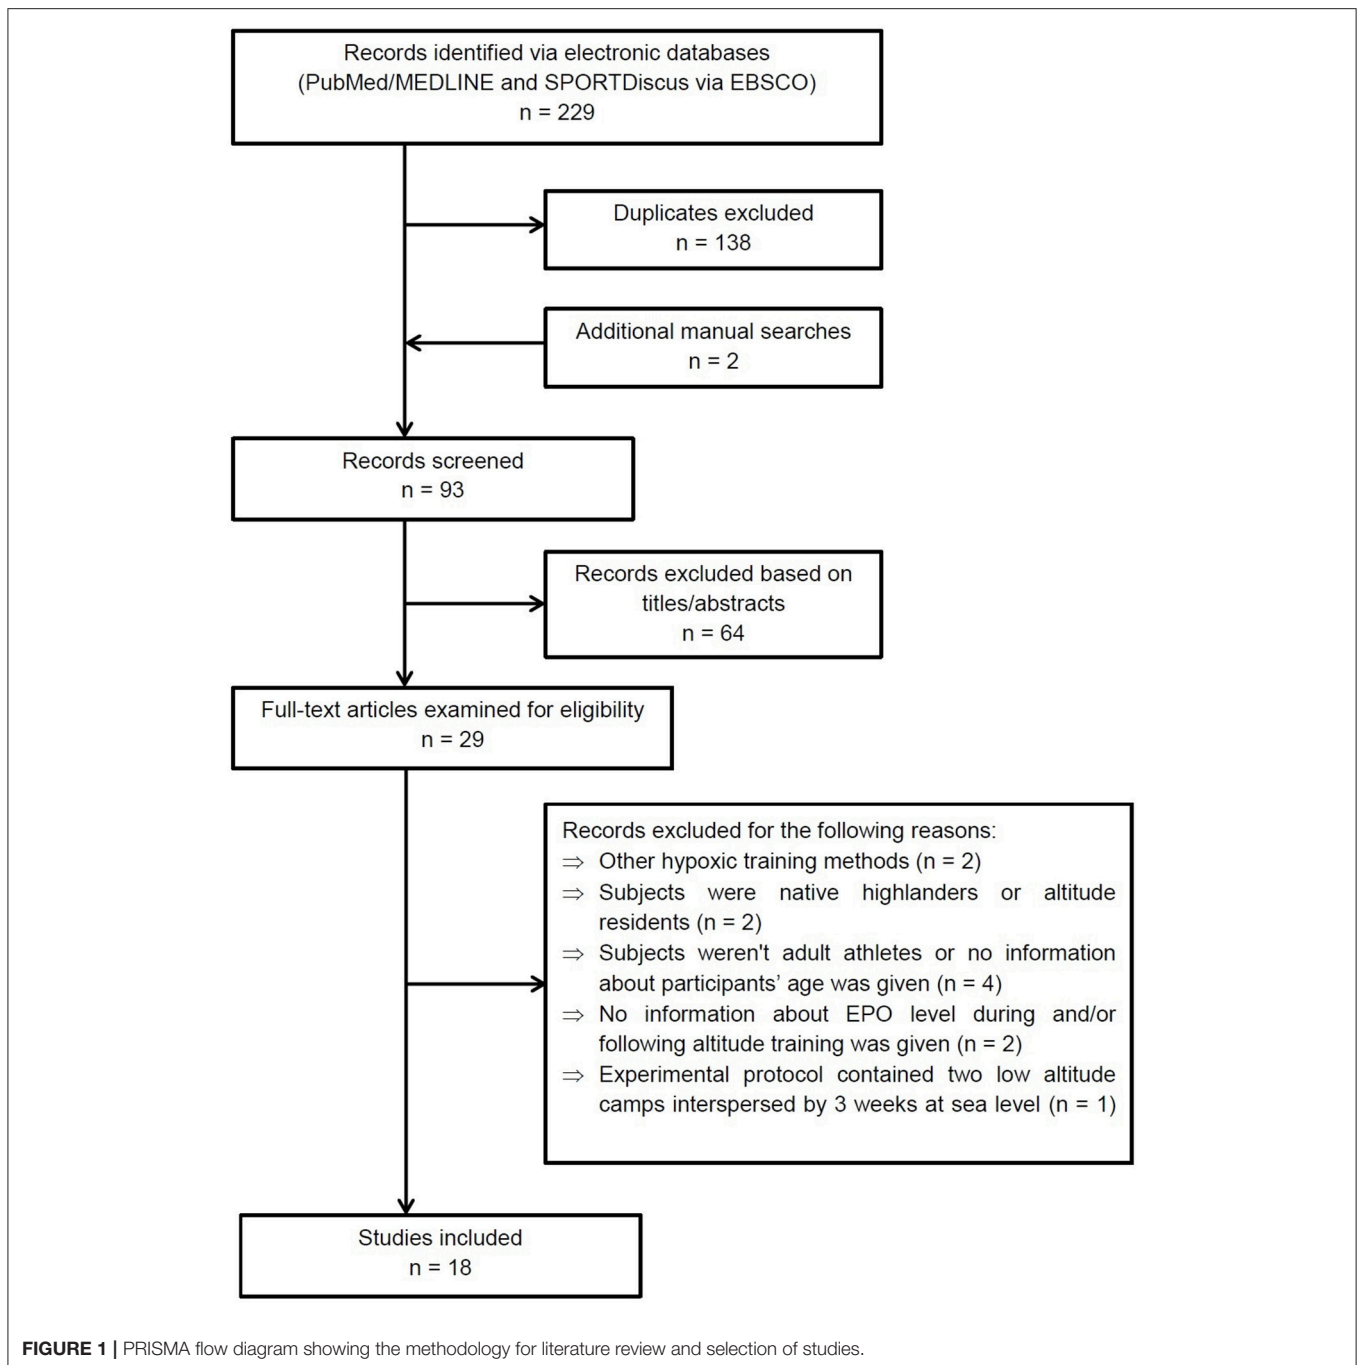 Records identified via electronic databases
(PubMed/MEDLINE and SPORTDiscus via EBSCO)
n = 229
Duplicates excluded
n = 138
Additional manual searches
n = 2
Records screened
n = 93
Records excluded based on
titles/abstracts
n = 64
Full-text articles examined for eligibility
n = 29
Records excluded for the following reasons:
⇒ Other hypoxic training methods (n = 2)
⇒ Subjects were native highlanders or altitude
residents (n = 2)
⇒ Subjects weren't adult athletes or no information
about participants’ age was given (n = 4)
⇒ No information about EPO level during and/or
following altitude training was given (n = 2)
⇒ Experimental protocol contained two low altitude
camps interspersed by 3 weeks at sea level (n = 1)
Studies included
n = 18
FIGURE 1 | PRISMA flow diagram showing the methodology for literature review and selection of studies.